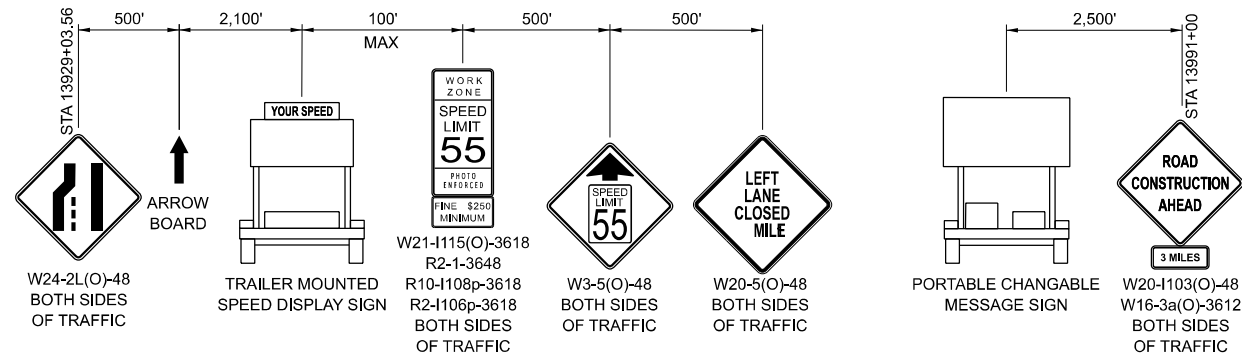 500'
2,100'
100'
MAX
500'
500'
2,500'
STA 13929+03.56
STA 13991+00
W24-2L(O)-48
BOTH SIDES
OF TRAFFIC
ARROW
BOARD
YOUR SPEED
TRAILER MOUNTED
SPEED DISPLAY SIGN
WORK
ZONE
SPEED
LIMIT
55
PHOTO
ENFORCED
FINE $250
MINIMUM
W21-I115(O)-3618
R2-1-3648
R10-I108p-3618
R2-I106p-3618
BOTH SIDES
OF TRAFFIC
SPEED
LIMIT
55
W3-5(O)-48
BOTH SIDES
OF TRAFFIC
LEFT
LANE
CLOSED
MILE
W20-5(O)-48
BOTH SIDES
OF TRAFFIC
PORTABLE CHANGABLE
MESSAGE SIGN
ROAD
CONSTRUCTION
AHEAD
3 MILES
W20-I103(O)-48
W16-3a(O)-3612
BOTH SIDES
OF TRAFFIC